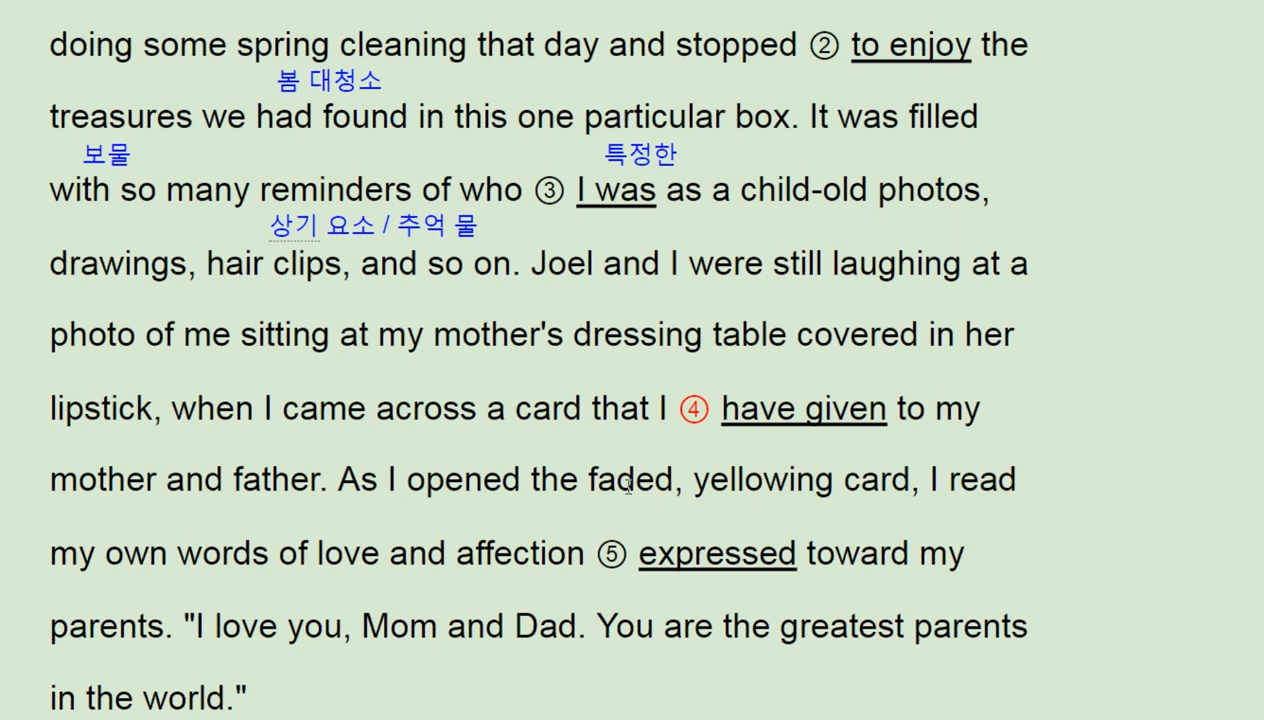 doing some spring cleaning that day and stopped ② to enjoy the
봄 대청소
treasures we had found in this one particular box. It was filled
보물 특정한
with so many reminders of who ③ I was as a child-old photos,
상기 요소 / 추억 물
drawings, hair clips, and so on. Joel and I were still laughing at a
photo of me sitting at my mother's dressing table covered in her
lipstick, when I came across a card that I ④ have given to my
mother and father. As I opened the faded, yellowing card, I read
my own words of love and affection ⑤ expressed toward my
parents. "I love you, Mom and Dad. You are the greatest parents
in the world."